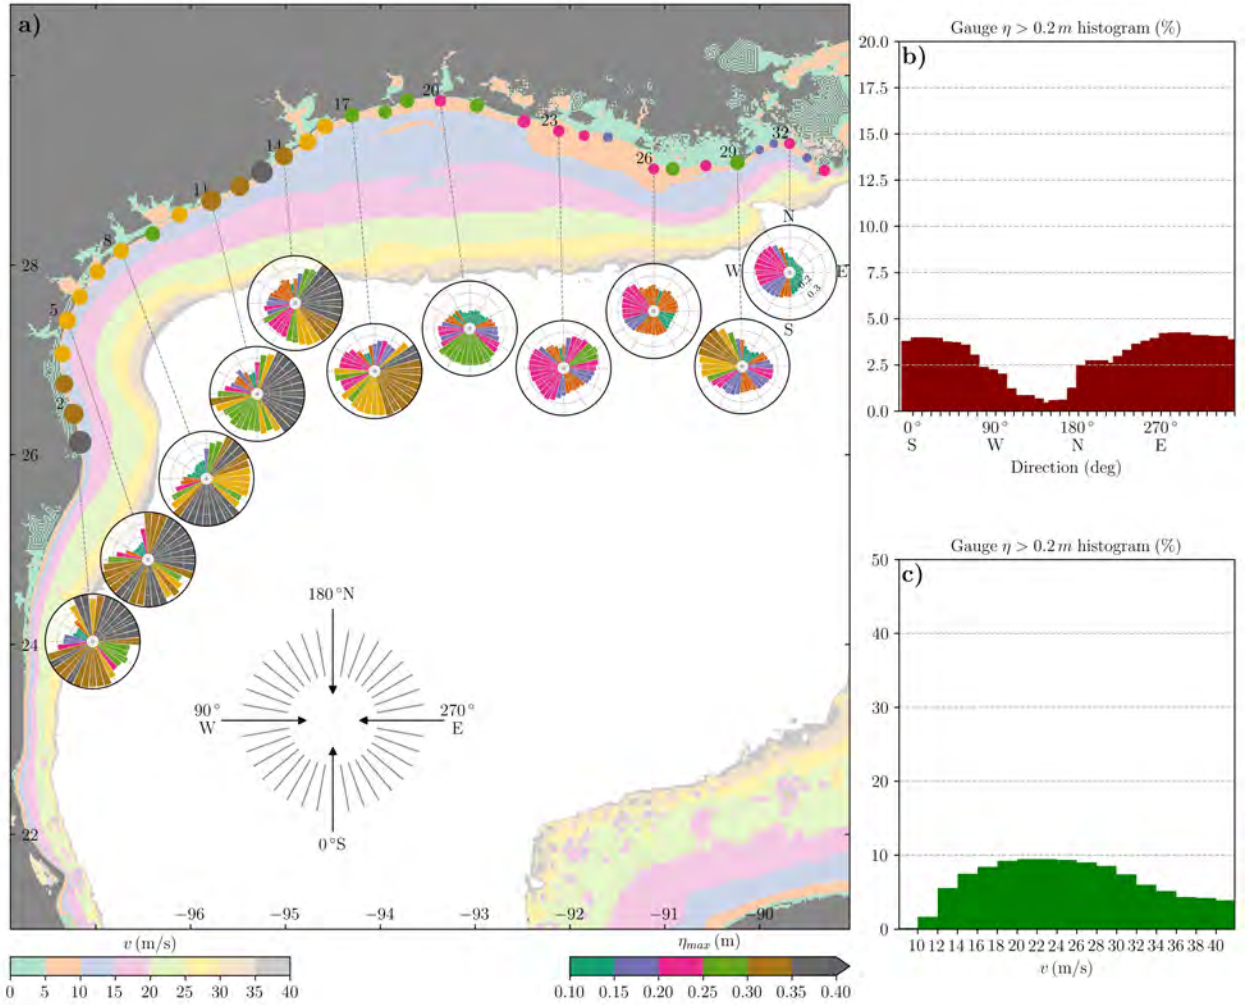 a)
20
17
14
23
32
29
26
11
8
5
2
28
26
24
22
N
W
E
S
0.2
0.3
180°N
90°
W
270°
E
0°S
−96
−95
−94
−93
−92
−91
−90
v (m/s)
0 5 10 15 20 25 30 35 40
η_max (m)
0.10 0.15 0.20 0.25 0.30 0.35 0.40
Gauge η > 0.2 m histogram (%)
b)
20.0
17.5
15.0
12.5
10.0
7.5
5.0
2.5
0.0
0° 90° 180° 270°
S W N E
Direction (deg)
Gauge η > 0.2 m histogram (%)
c)
50
40
30
20
10
0
10 12 14 16 18 20 22 24 26 28 30 32 34 36 38 40
v (m/s)